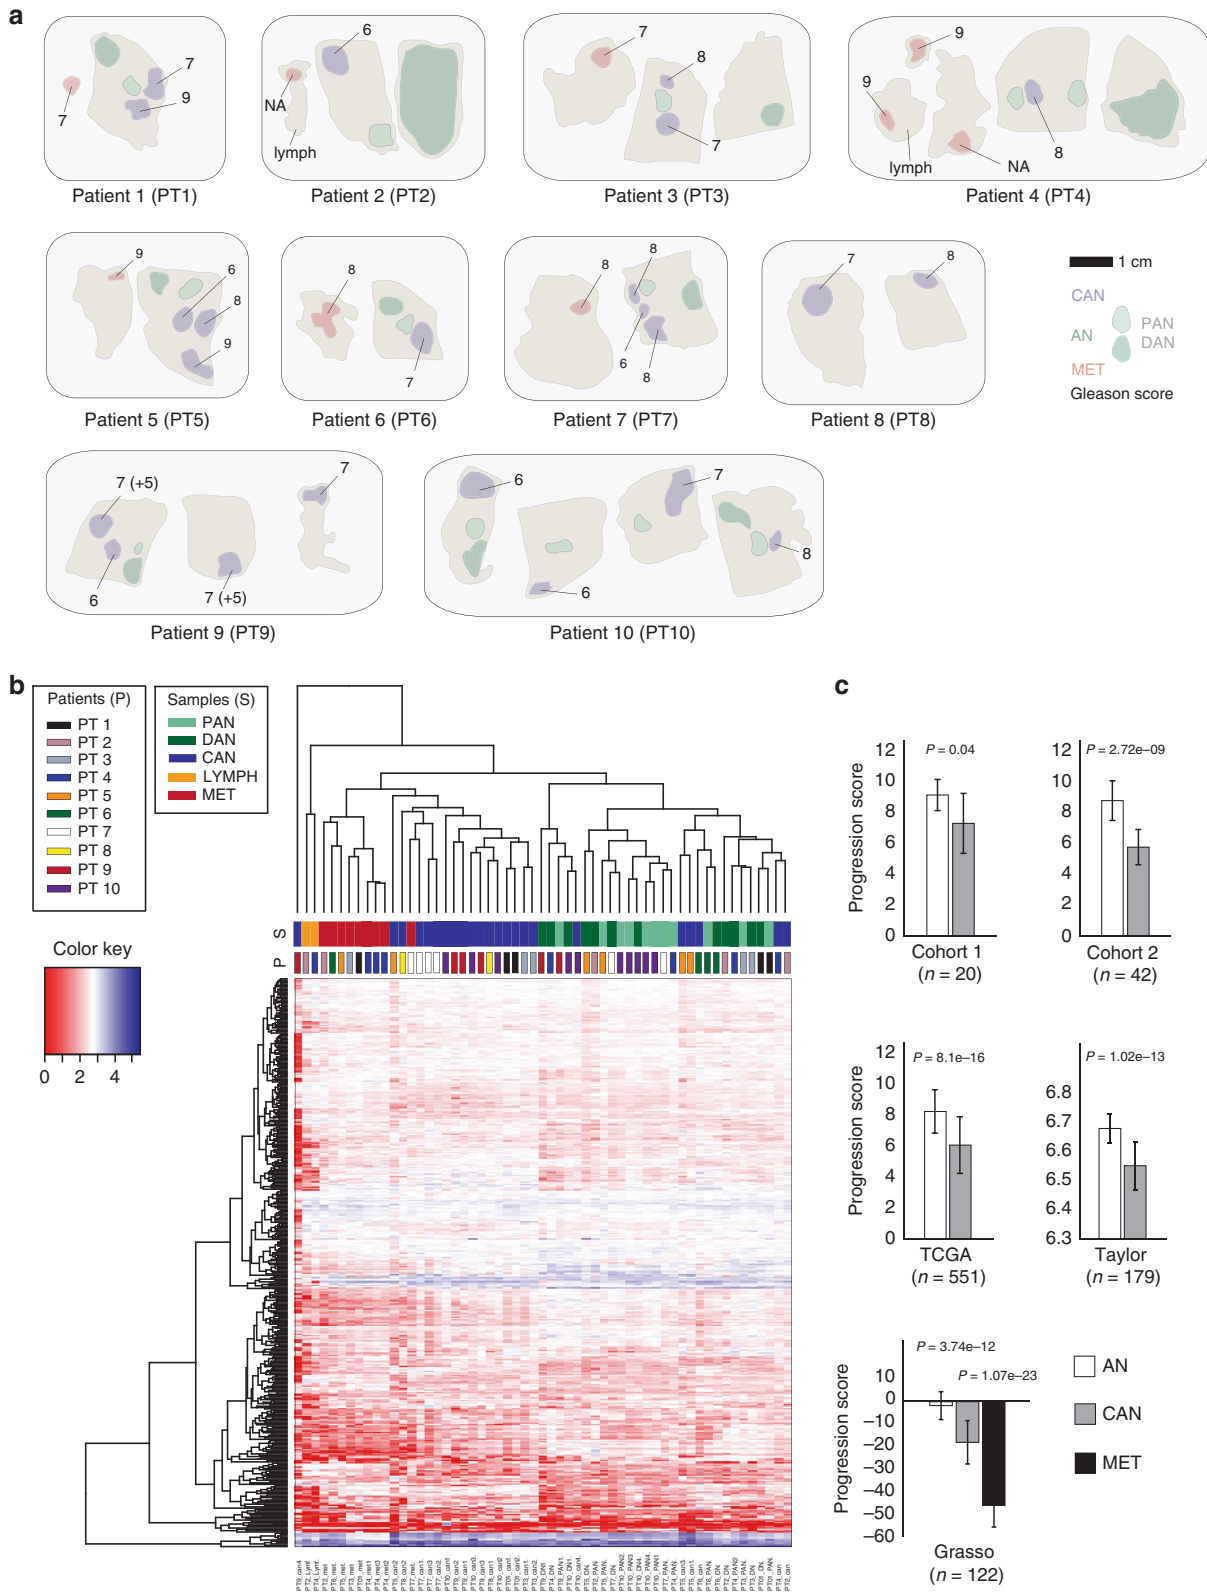 a
7
7
9
7
Patient 1 (PT1)
6
NA
lymph
Patient 2 (PT2)
7
8
7
Patient 3 (PT3)
9
9
lymph
NA
8
Patient 4 (PT4)
9
6
8
9
Patient 5 (PT5)
8
7
Patient 6 (PT6)
8
8
6
8
Patient 7 (PT7)
7
8
Patient 8 (PT8)
1 cm
CAN
AN
PAN
DAN
MET
Gleason score
7 (+5)
6
7 (+5)
7
Patient 9 (PT9)
6
6
7
8
Patient 10 (PT10)
b
Patients (P)
PT 1
PT 2
PT 3
PT 4
PT 5
PT 6
PT 7
PT 8
PT 9
PT 10
Samples (S)
PAN
DAN
CAN
LYMPH
MET
Color key
0 2 4
S
P
c
Progression score
12
10
8
6
4
2
0
P = 0.04
Cohort 1
(n = 20)
12
10
8
6
4
2
0
P = 2.72e–09
Cohort 2
(n = 42)
Progression score
12
10
8
6
4
2
0
P = 8.1e–16
TCGA
(n = 551)
6.8
6.7
6.6
6.5
6.4
6.3
P = 1.02e–13
Taylor
(n = 179)
Progression score
10
0
–10
–20
–30
–40
–50
–60
P = 3.74e–12
P = 1.07e–23
Grasso
(n = 122)
AN
CAN
MET